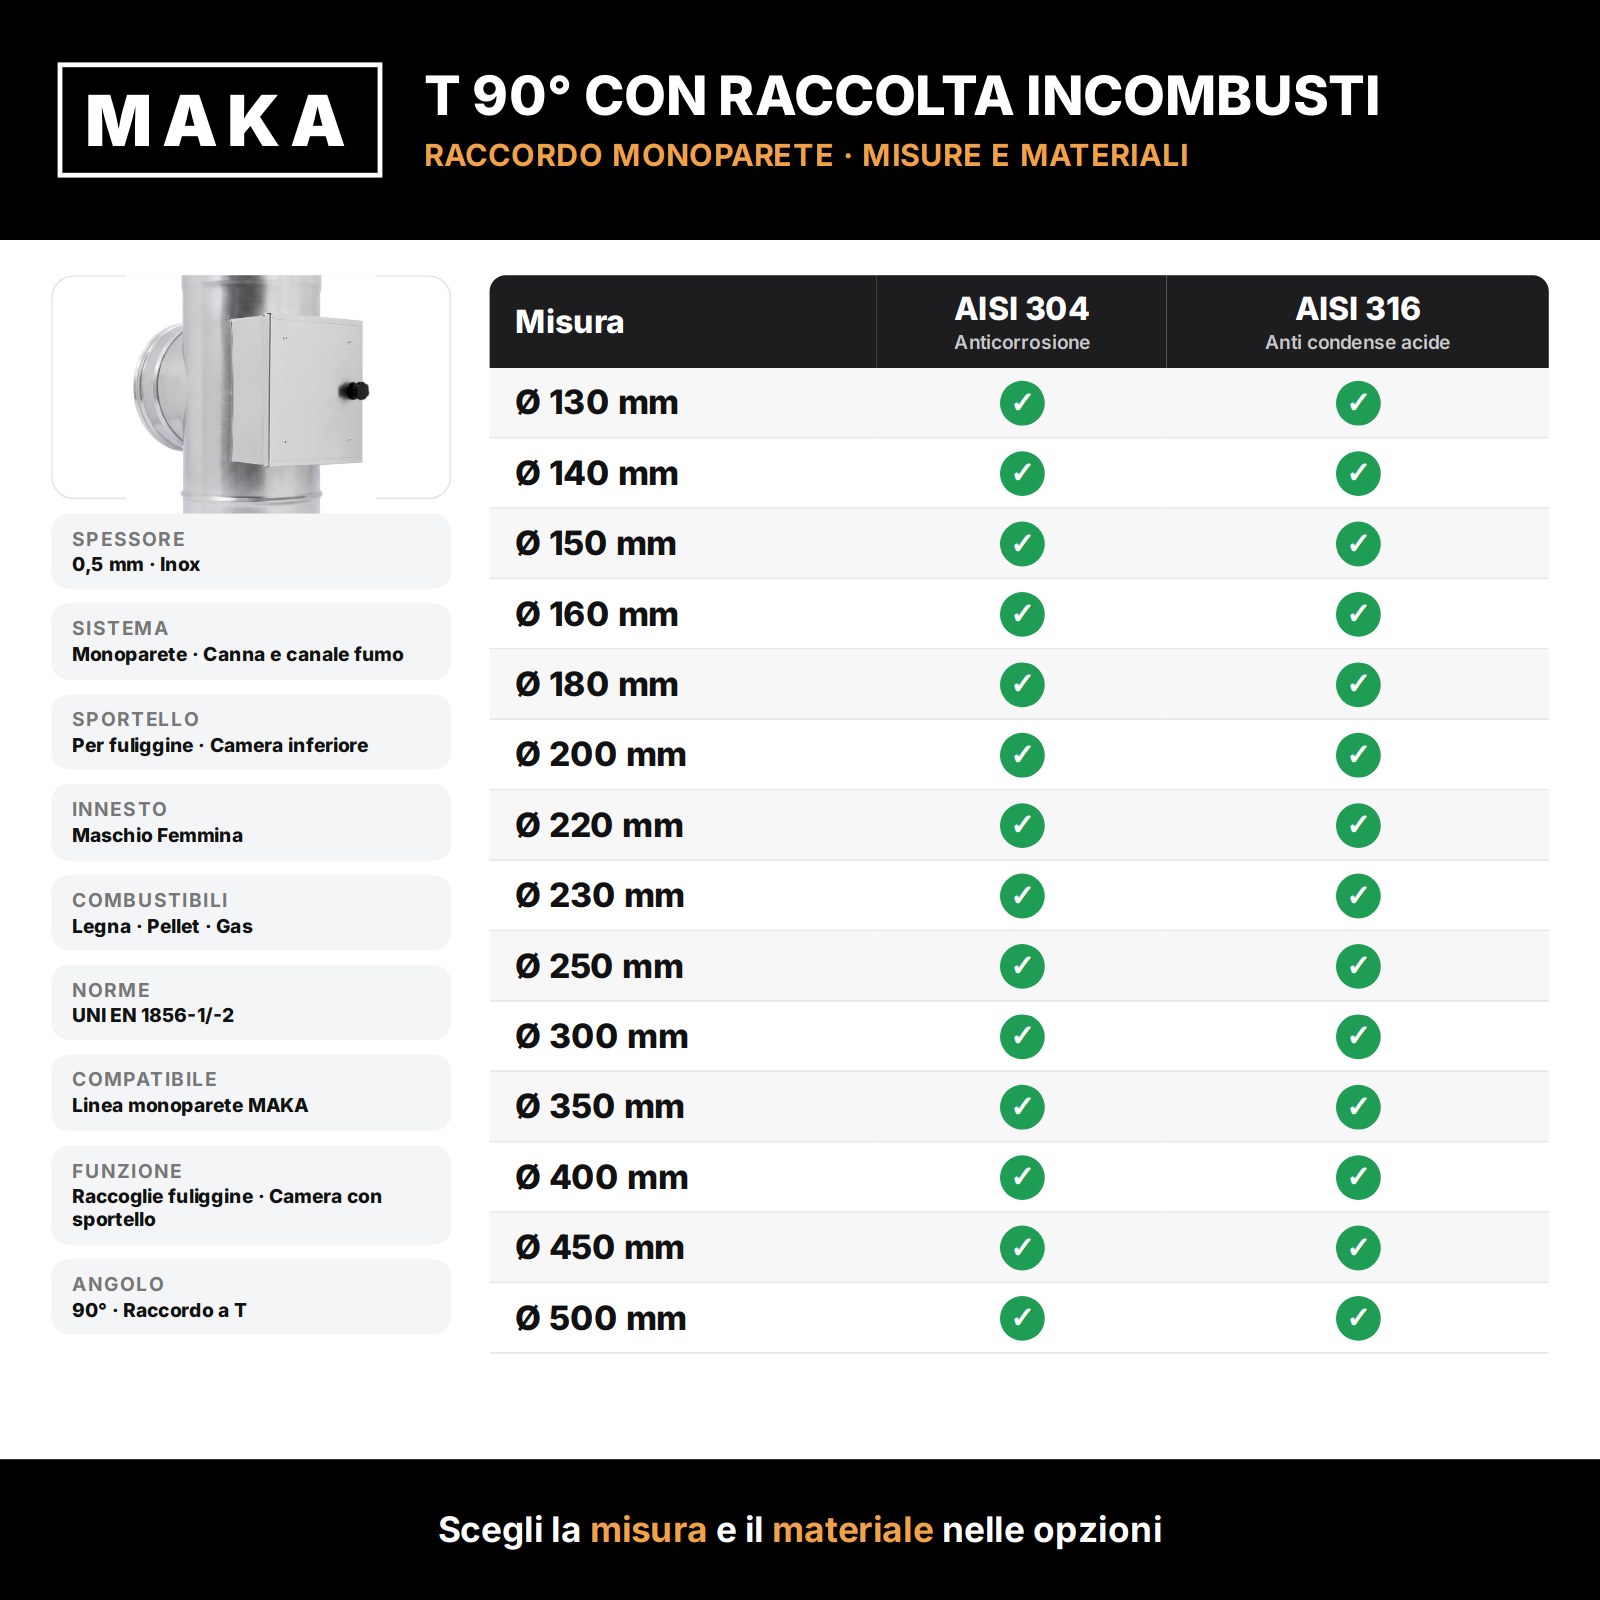 MAKA
T 90° CON RACCOLTA INCOMBUSTI
RACCORDO MONOPARETE · MISURE E MATERIALI
SPESSORE
0,5 mm · Inox
SISTEMA
Monoparete · Canna e canale fumo
SPORTELLO
Per fuliggine · Camera inferiore
INNESTO
Maschio Femmina
COMBUSTIBILI
Legna · Pellet · Gas
NORME
UNI EN 1856-1/-2
COMPATIBILE
Linea monoparete MAKA
FUNZIONE
Raccoglie fuliggine · Camera con
sportello
ANGOLO
90° · Raccordo a T
Misura AISI 304 AISI 316
Anticorrosione Anti condense acide
Ø 130 mm ✓ ✓
Ø 140 mm ✓ ✓
Ø 150 mm ✓ ✓
Ø 160 mm ✓ ✓
Ø 180 mm ✓ ✓
Ø 200 mm ✓ ✓
Ø 220 mm ✓ ✓
Ø 230 mm ✓ ✓
Ø 250 mm ✓ ✓
Ø 300 mm ✓ ✓
Ø 350 mm ✓ ✓
Ø 400 mm ✓ ✓
Ø 450 mm ✓ ✓
Ø 500 mm ✓ ✓
Scegli la misura e il materiale nelle opzioni